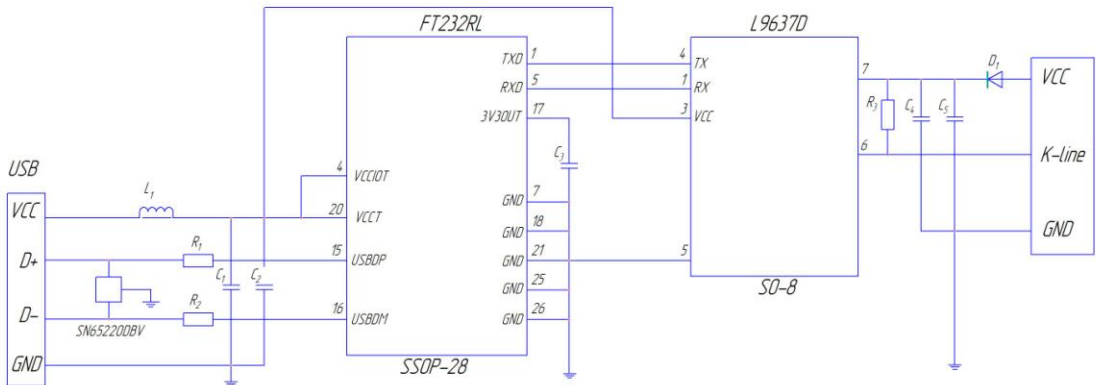 FT232RL
L9637D
TXD 1 4 TX
RXD 5 1 RX
3V3OUT 17 3 VCC
7 D₁ VCC
R₃ C₄ C₅
C₃
6 K-line
USB
4 VCCIOT
VCC L₁ 20 VCCT
GND 7
GND 18
GND 21 5
GND 25
GND 26
GND
D+ R₁ 15 USBDP
C₁ C₂
D- R₂ 16 USBDM
SN65220DBV
GND
SSOP-28
SO-8